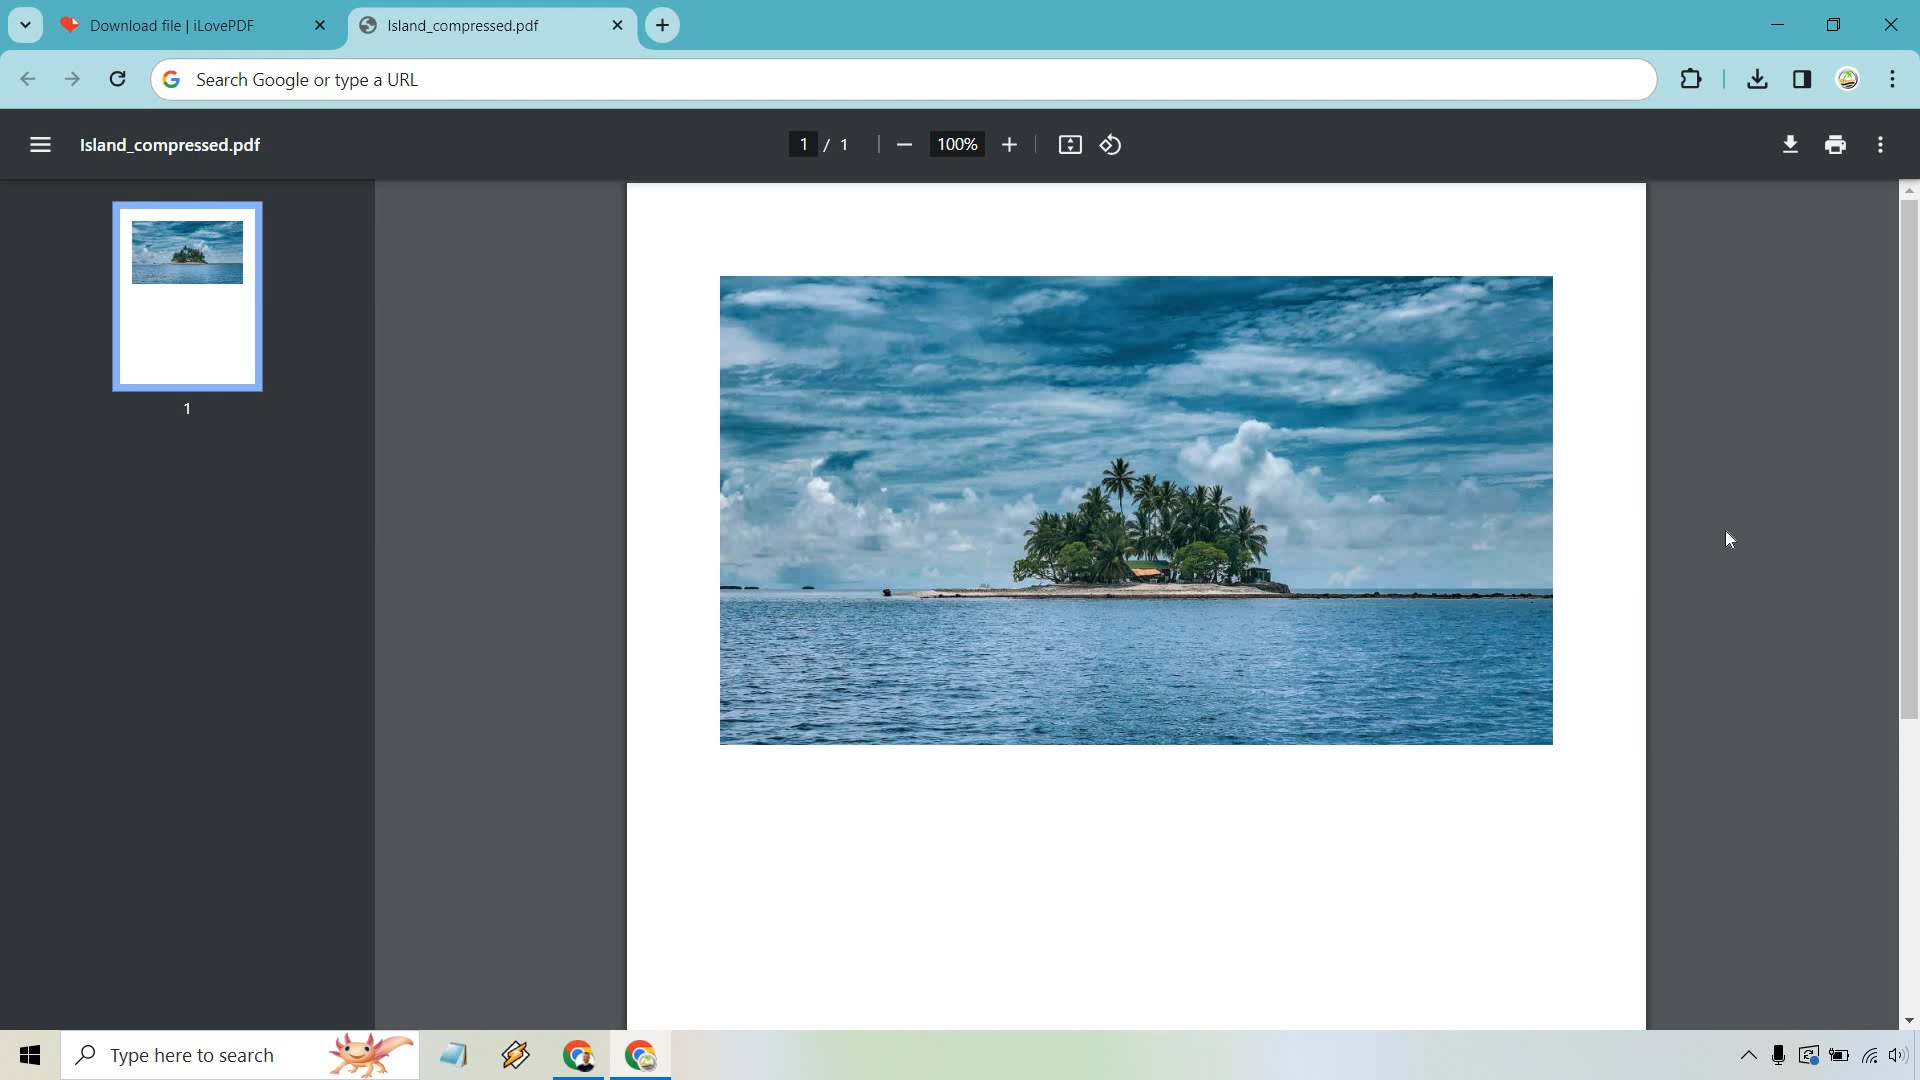 Download file | iLovePDF
Island_compressed.pdf
Search Google or type a URL
Island_compressed.pdf
1 / 1
100%
1
Type here to search